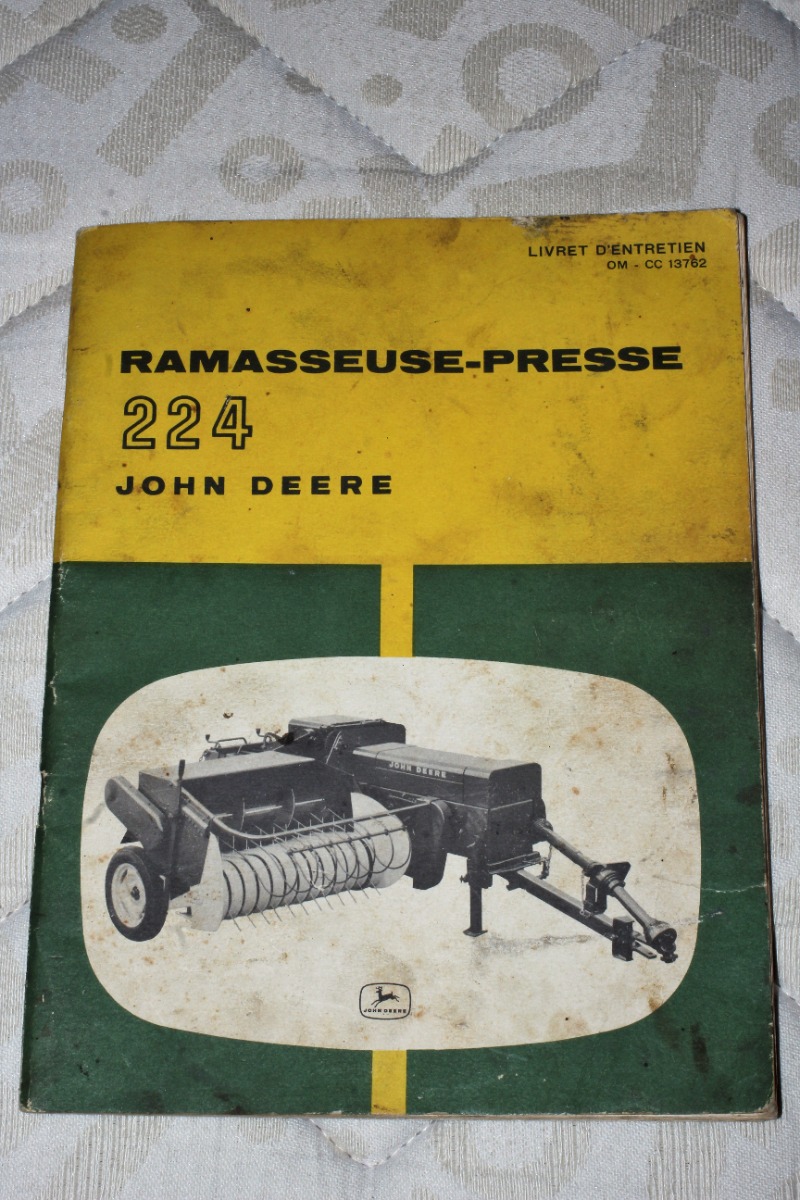 LIVRET D'ENTRETIEN
OM - CC 13762
RAMASSEUSE-PRESSE
224
JOHN DEERE
JOHN DEERE
JOHN DEERE